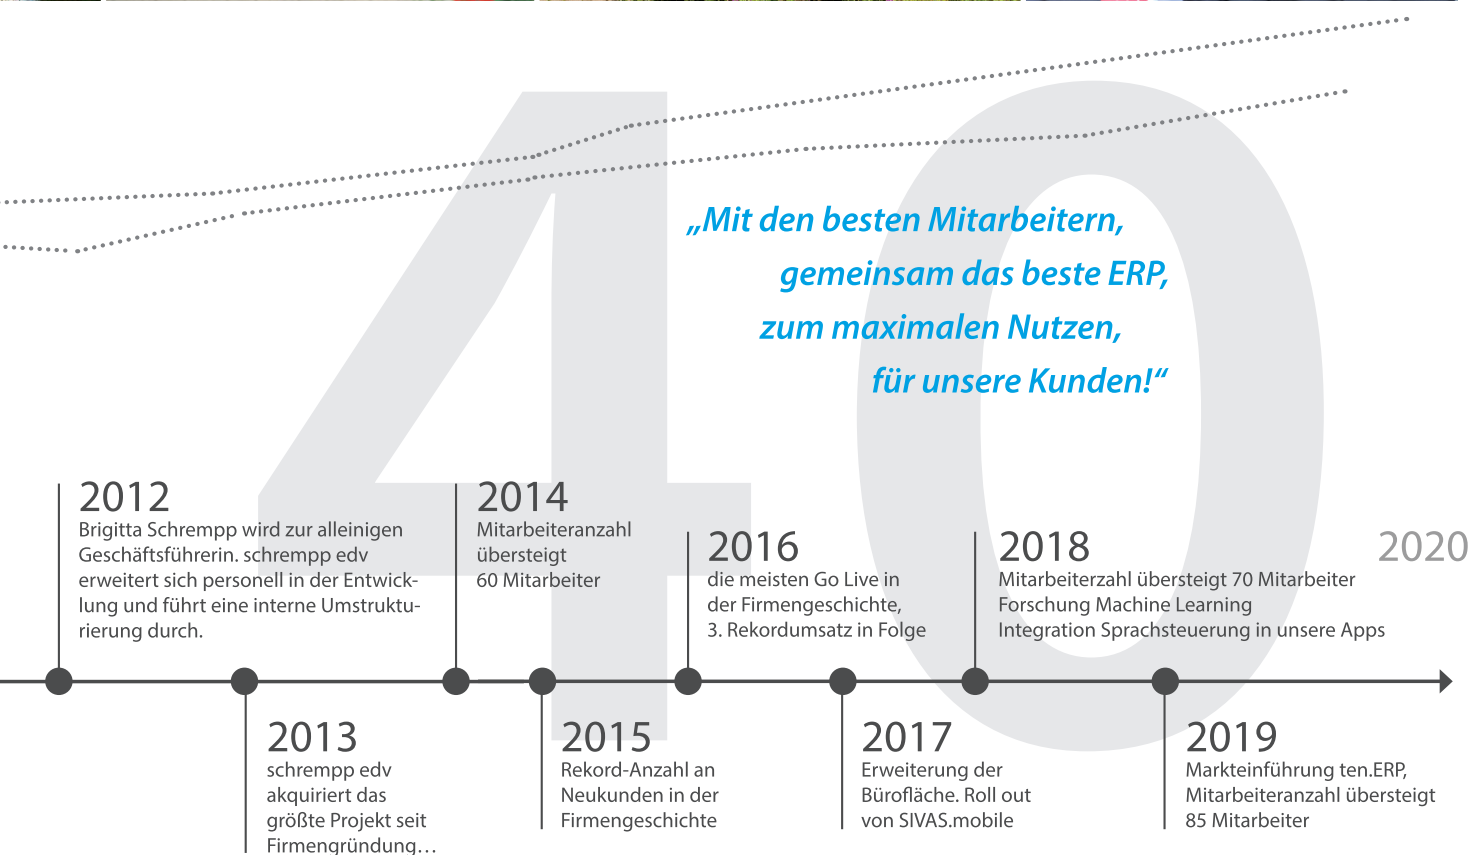 40
„Mit den besten Mitarbeitern,
gemeinsam das beste ERP,
zum maximalen Nutzen,
für unsere Kunden!“
2012
Brigitta Schrempp wird zur alleinigen
Geschäftsführerin. schrempp edv
erweitert sich personell in der Entwick-
lung und führt eine interne Umstruktu-
rierung durch.
2013
schrempp edv
akquiriert das
größte Projekt seit
Firmengründung…
2014
Mitarbeiteranzahl
übersteigt
60 Mitarbeiter
2015
Rekord-Anzahl an
Neukunden in der
Firmengeschichte
2016
die meisten Go Live in
der Firmengeschichte,
3. Rekordumsatz in Folge
2017
Erweiterung der
Bürofläche. Roll out
von SIVAS.mobile
2018
Mitarbeiterzahl übersteigt 70 Mitarbeiter
Forschung Machine Learning
Integration Sprachsteuerung in unsere Apps
2019
Markteinführung ten.ERP,
Mitarbeiteranzahl übersteigt
85 Mitarbeiter
2020